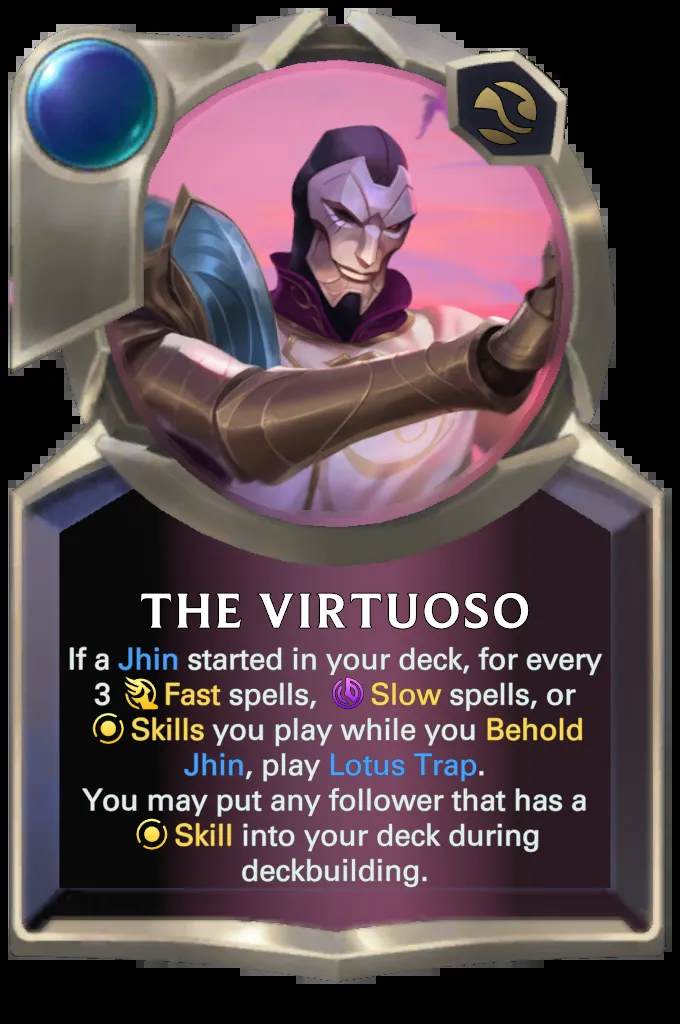 THE VIRTUOSO
If a Jhin started in your deck, for every
3 Fast spells, Slow spells, or
Skills you play while you Behold
Jhin, play Lotus Trap.
You may put any follower that has a
Skill into your deck during
deckbuilding.